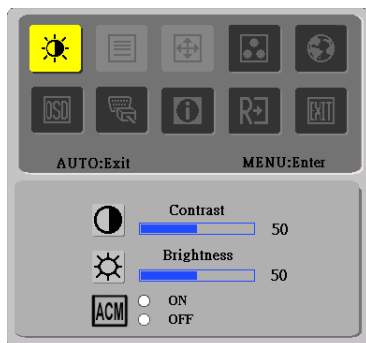 OSD i R EXIT
AUTO:Exit MENU:Enter
Contrast
50
Brightness
50
ACM ON
OFF